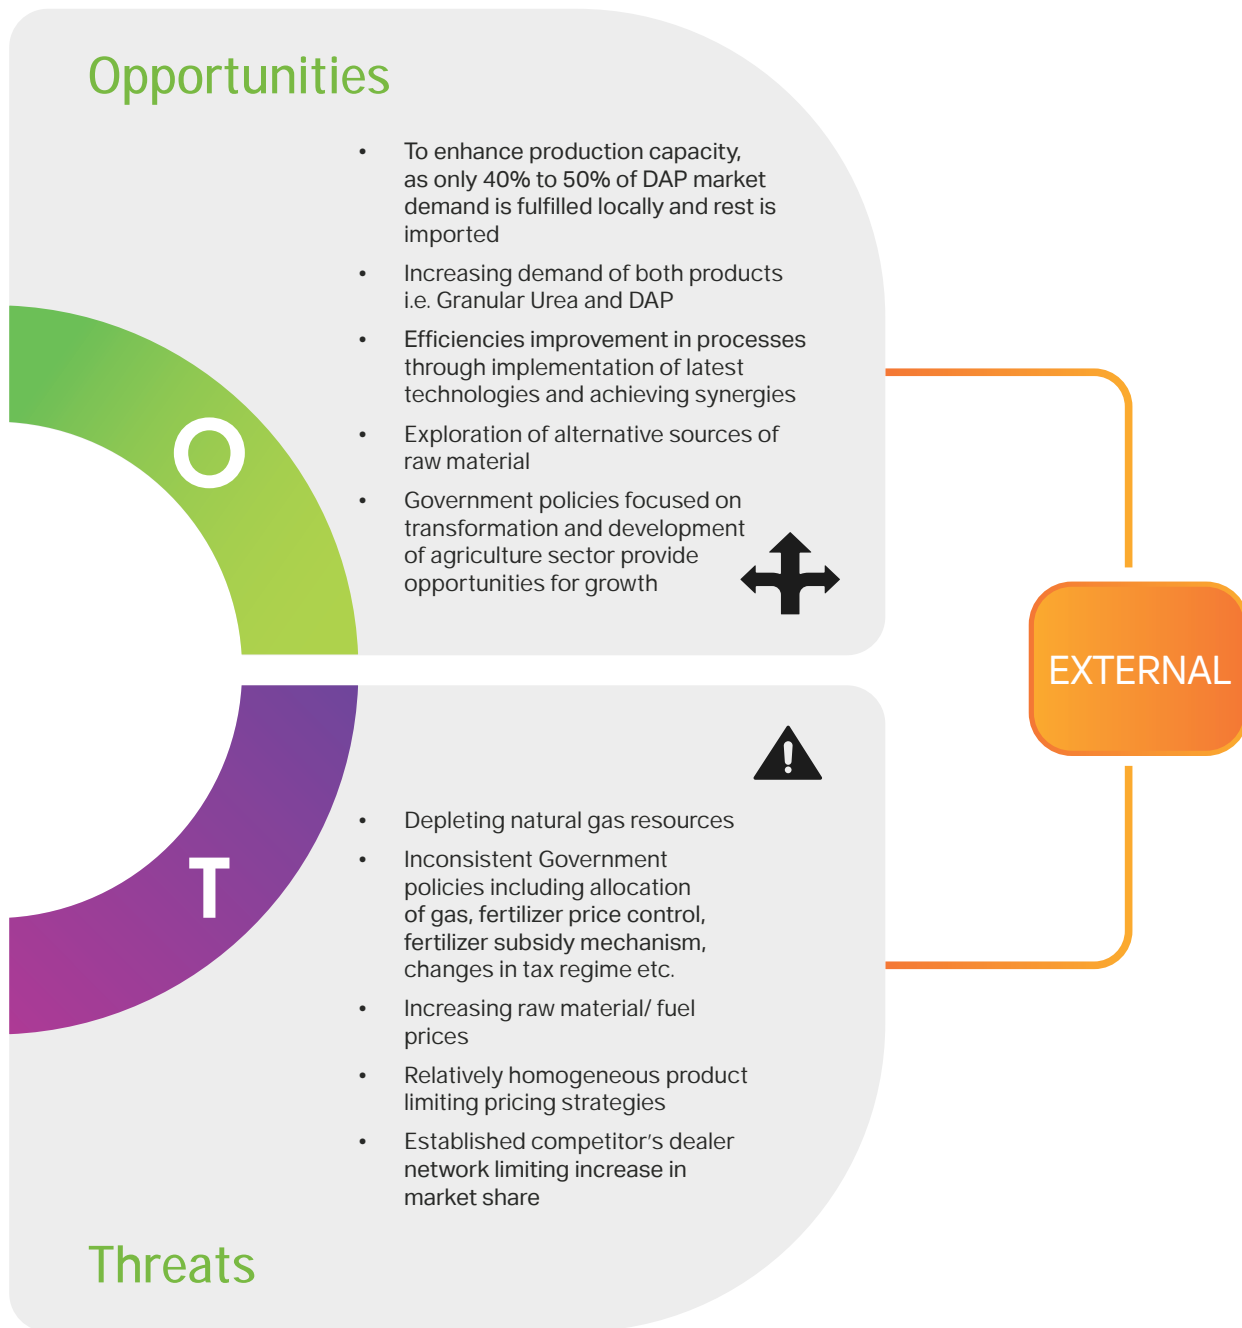 Opportunities
• To enhance production capacity,
as only 40% to 50% of DAP market
demand is fulfilled locally and rest is
imported
• Increasing demand of both products
i.e. Granular Urea and DAP
• Efficiencies improvement in processes
through implementation of latest
technologies and achieving synergies
• Exploration of alternative sources of
raw material
• Government policies focused on
transformation and development
of agriculture sector provide
opportunities for growth
O
EXTERNAL
T
• Depleting natural gas resources
• Inconsistent Government
policies including allocation
of gas, fertilizer price control,
fertilizer subsidy mechanism,
changes in tax regime etc.
• Increasing raw material/ fuel
prices
• Relatively homogeneous product
limiting pricing strategies
• Established competitor's dealer
network limiting increase in
market share
Threats